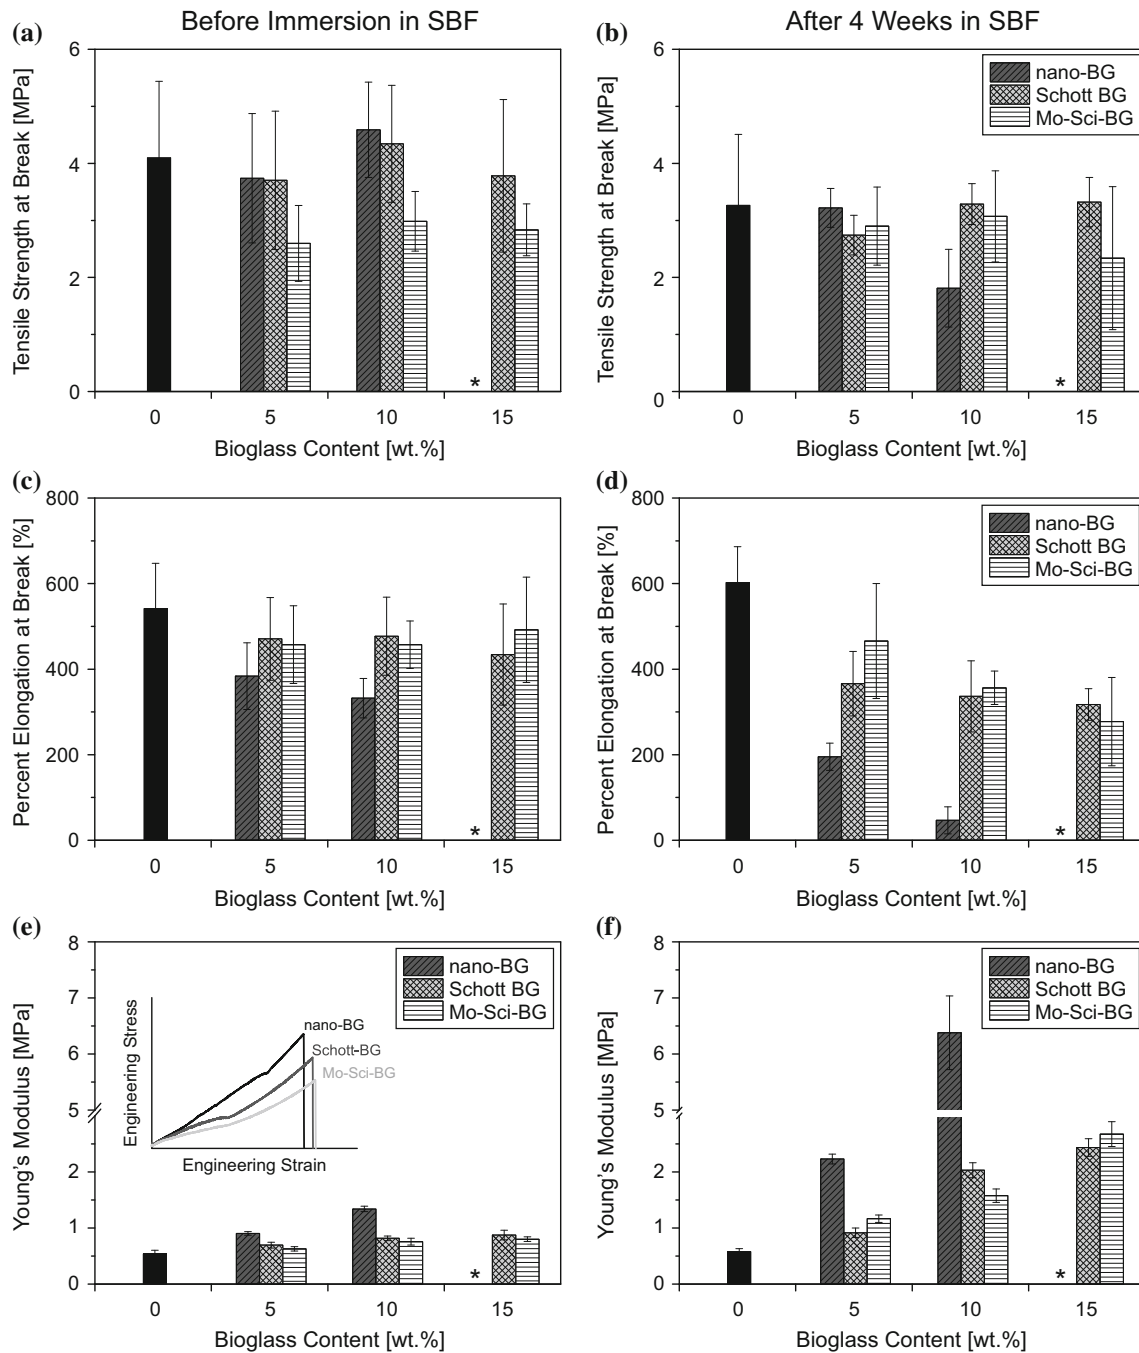 Before Immersion in SBF
After 4 Weeks in SBF
(a)
Tensile Strength at Break [MPa]
6
4
2
0
*
0
5
10
15
Bioglass Content [wt.%]
(b)
Tensile Strength at Break [MPa]
6
4
2
0
nano-BG
Schott BG
Mo-Sci-BG
*
0
5
10
15
Bioglass Content [wt.%]
(c)
Percent Elongation at Break [%]
800
600
400
200
0
*
0
5
10
15
Bioglass Content [wt.%]
(d)
Percent Elongation at Break [%]
800
600
400
200
0
nano-BG
Schott BG
Mo-Sci-BG
*
0
5
10
15
Bioglass Content [wt.%]
(e)
Young's Modulus [MPa]
8
7
6
5
2
1
0
nano-BG
Schott BG
Mo-Sci-BG
Engineering Stress
nano-BG
Schott-BG
Mo-Sci-BG
Engineering Strain
*
0
5
10
15
Bioglass Content [wt.%]
(f)
Young's Modulus [MPa]
8
7
6
5
2
1
0
nano-BG
Schott BG
Mo-Sci-BG
*
0
5
10
15
Bioglass Content [wt.%]